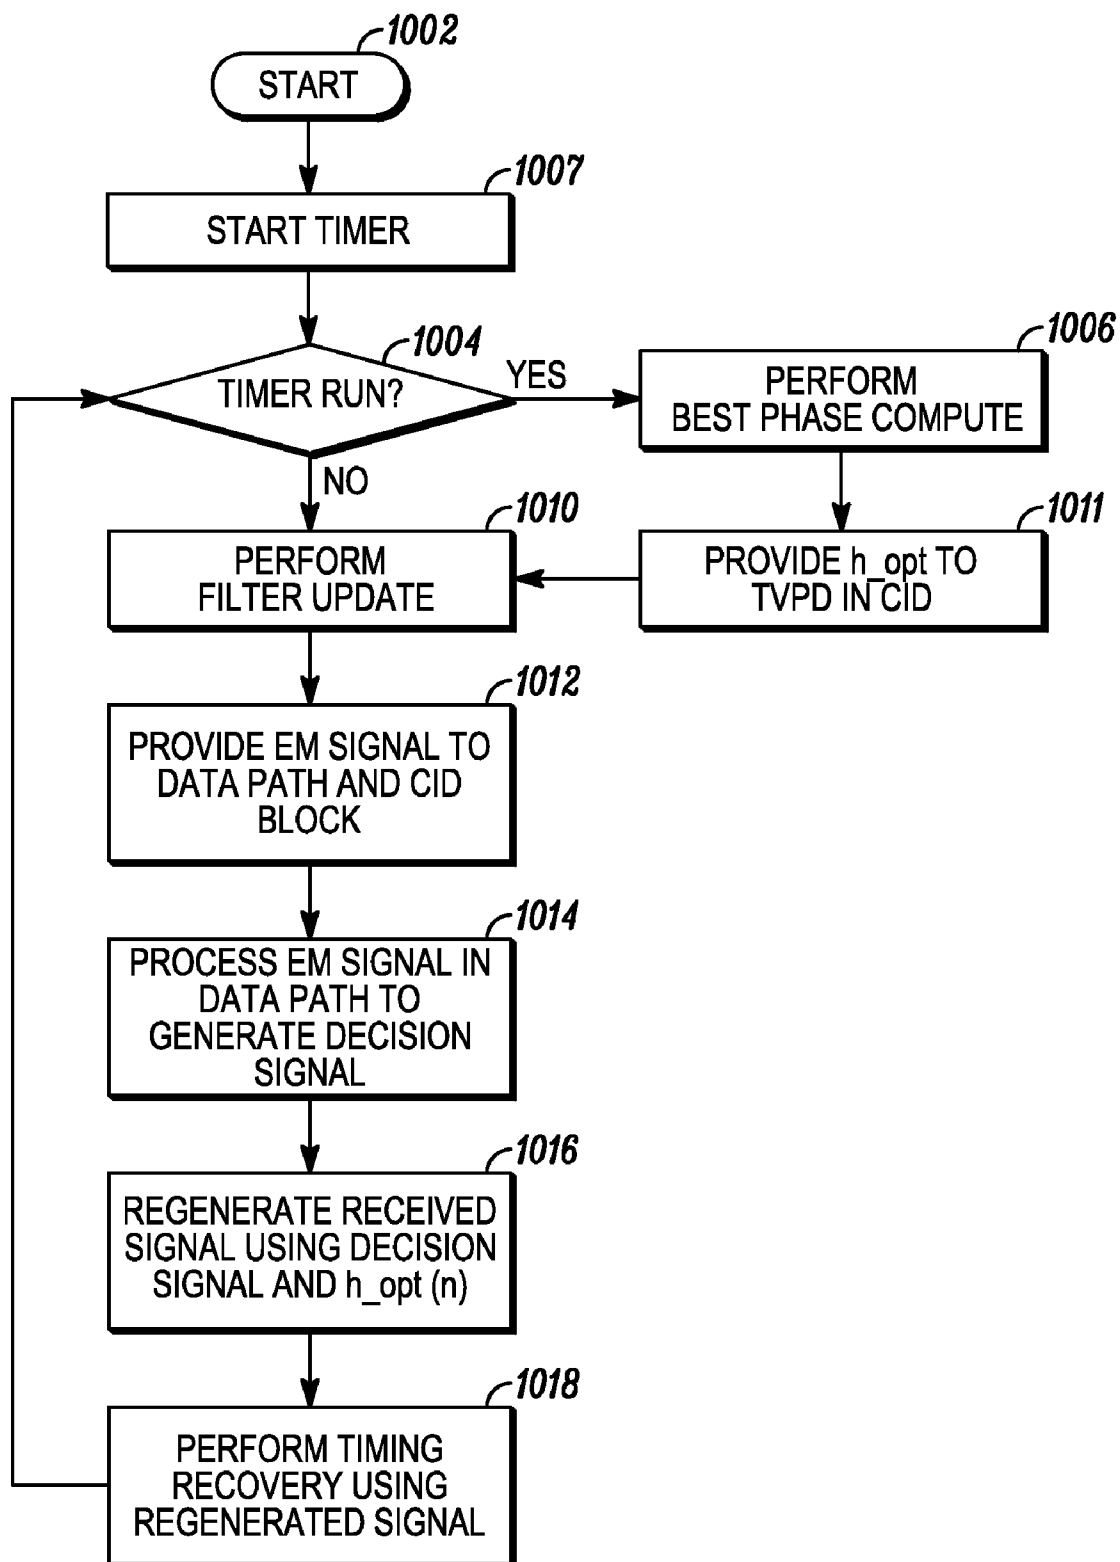 1002
START
1007
START TIMER
1004
TIMER RUN?
YES
1006
PERFORM
BEST PHASE COMPUTE
NO
1010
PERFORM
FILTER UPDATE
1011
PROVIDE h_opt TO
TVPD IN CID
1012
PROVIDE EM SIGNAL TO
DATA PATH AND CID
BLOCK
1014
PROCESS EM SIGNAL IN
DATA PATH TO
GENERATE DECISION
SIGNAL
1016
REGENERATE RECEIVED
SIGNAL USING DECISION
SIGNAL AND h_opt (n)
1018
PERFORM TIMING
RECOVERY USING
REGENERATED SIGNAL